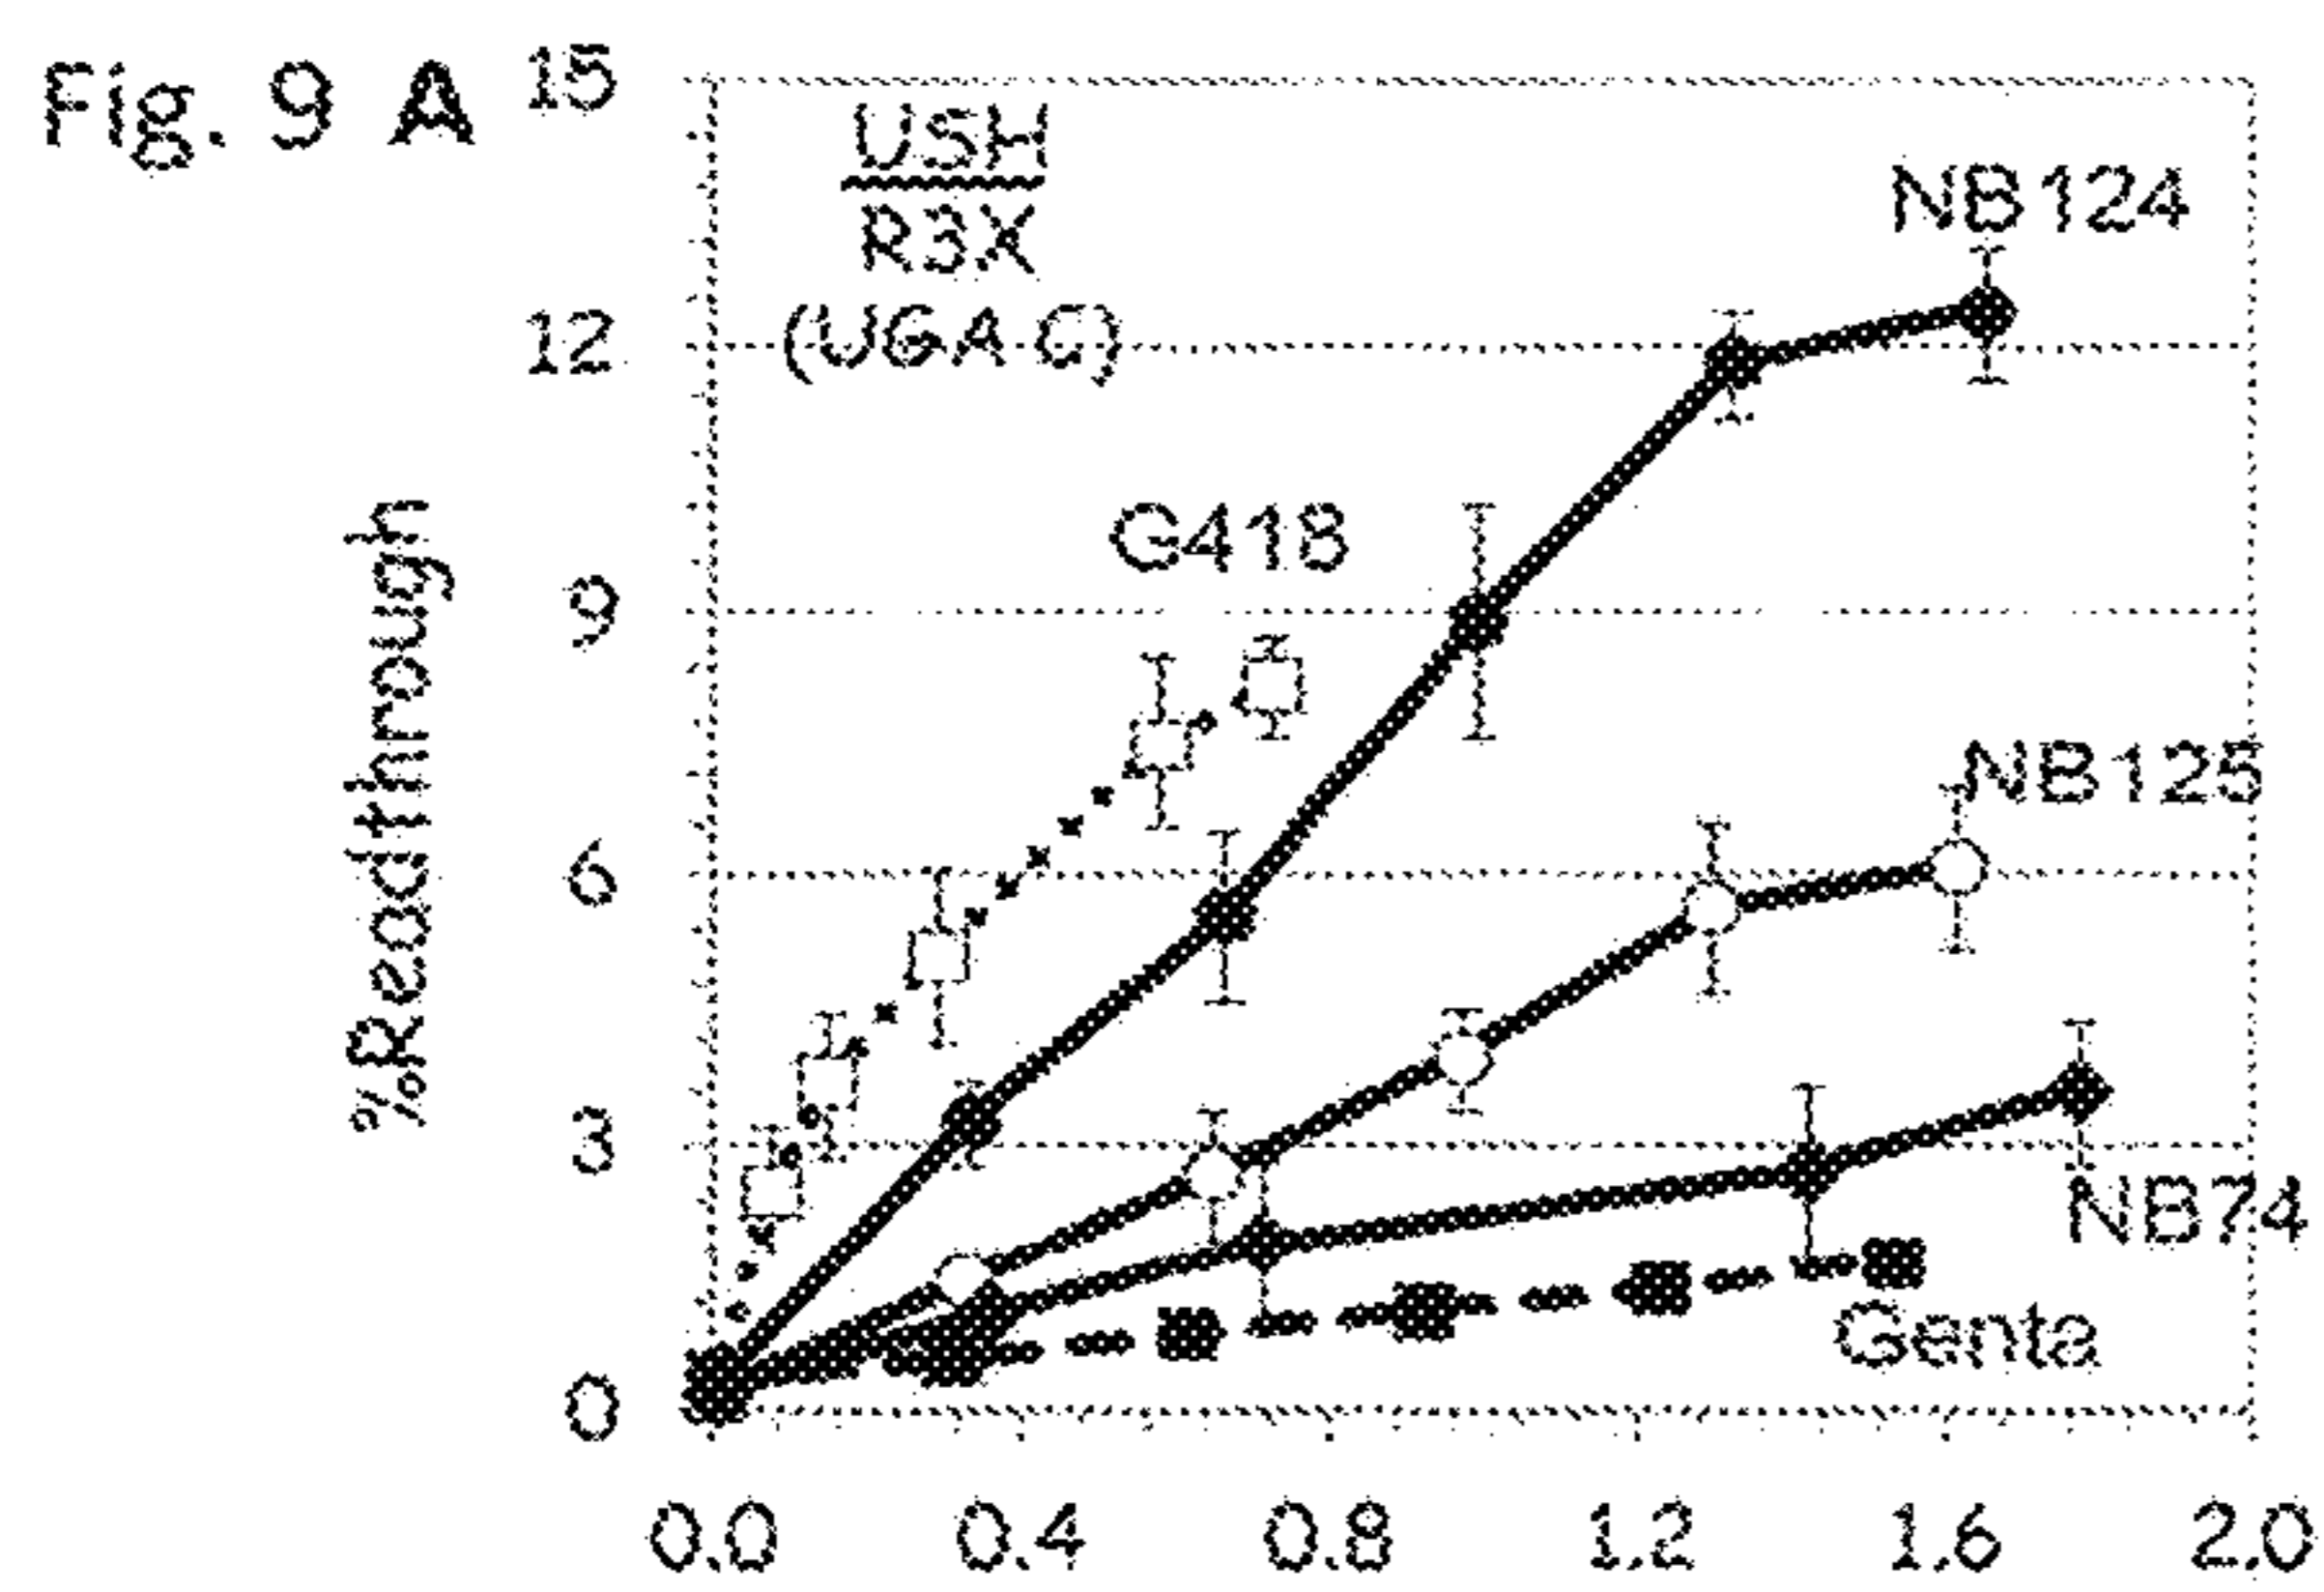 Fig. 9 A
15
12
9
6
3
0
%Readthrough
USH
R3X
(UGA C)
NB124
G418
NB125
NB74
Genta
0.0 0.4 0.8 1.2 1.6 2.0